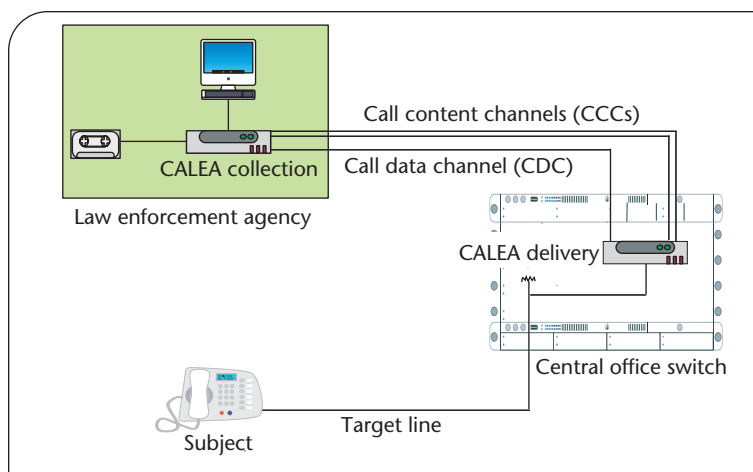 Call content channels (CCCs)
CALEA collection
Call data channel (CDC)
Law enforcement agency
CALEA delivery
Central office switch
Target line
Subject